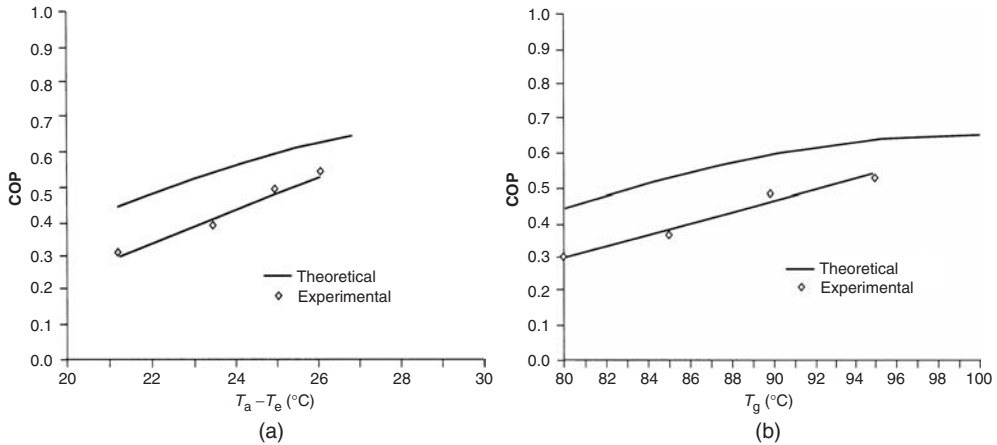 1.0
0.9
0.8
0.7
0.6
0.5
0.4
0.3
0.2
0.1
0.0
COP
20 22 24 26 28 30
Tₐ –Tₑ (°C)
Theoretical
Experimental
(a)
1.0
0.9
0.8
0.7
0.6
0.5
0.4
0.3
0.2
0.1
0.0
COP
80 82 84 85 86 88 90 92 94 95 96 98 100
T_g (°C)
Theoretical
Experimental
(b)